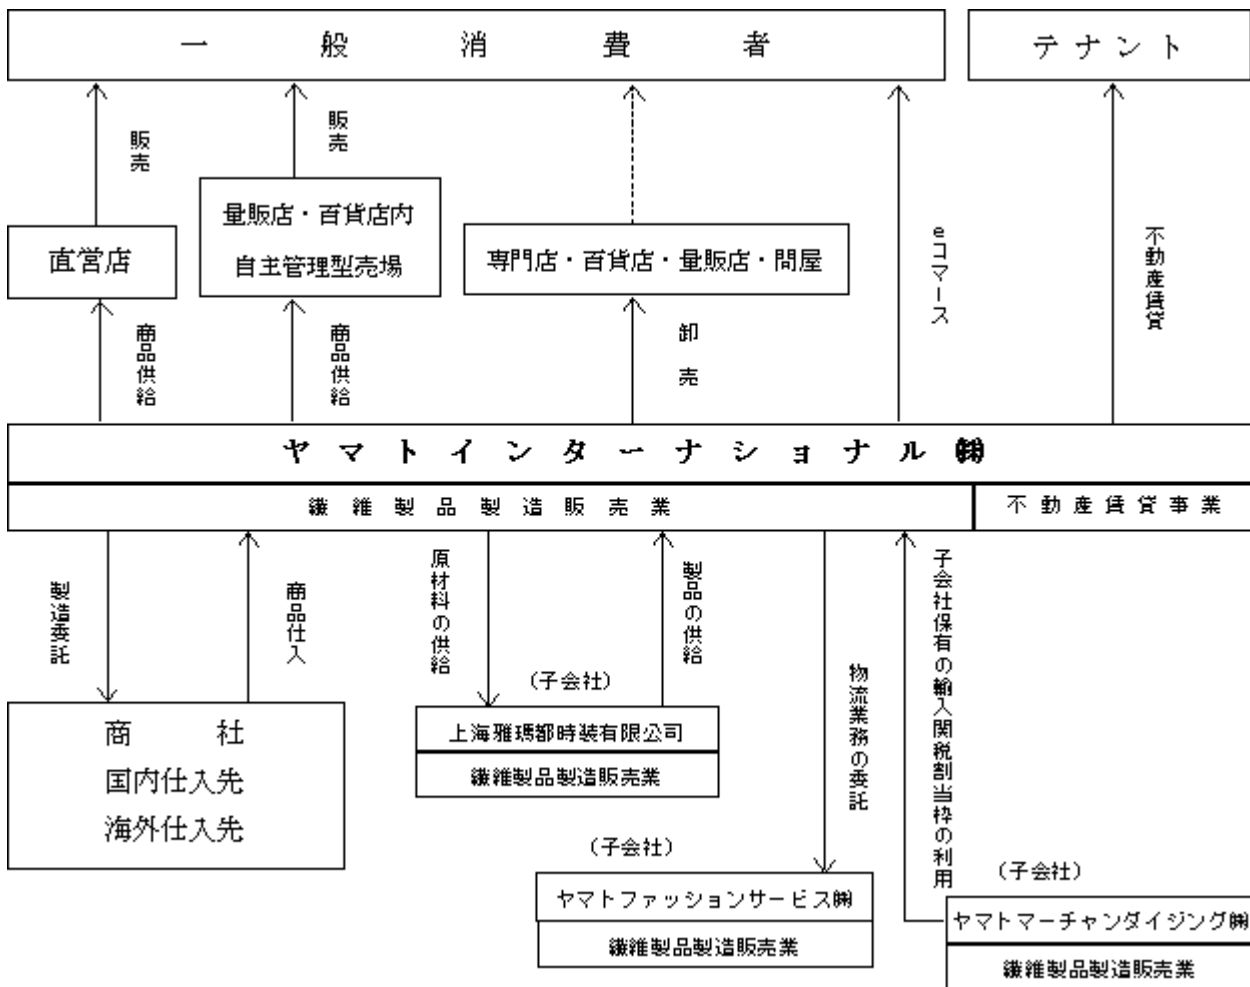 一般消費者
テナント
販売
販売
量販店・百貨店内
自主管理型売場
直営店
専門店・百貨店・量販店・問屋
eコマース
不動産賃貸
商品供給
商品供給
卸売
ヤマトインターナショナル㈱
繊維製品製造販売業
不動産賃貸事業
製造委託
商品仕入
原材料の供給
製品の供給
物流業務の委託
子会社保有の輸入関税割当枠の利用
商社
国内仕入先
海外仕入先
(子会社)
上海雅瑪都時装有限公司
繊維製品製造販売業
(子会社)
ヤマトファッションサービス㈱
繊維製品製造販売業
(子会社)
ヤマトマーチャンダイジング㈱
繊維製品製造販売業